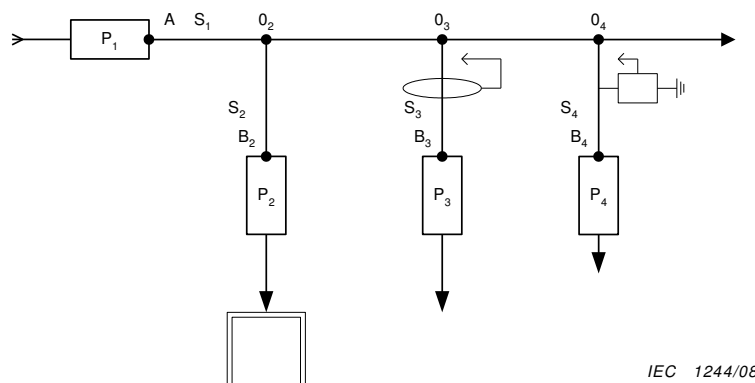 P₁ A S₁ 0₂ 0₃ 0₄
S₂ S₃ S₄
B₂ B₃ B₄
P₂ P₃ P₄
IEC 1244/08